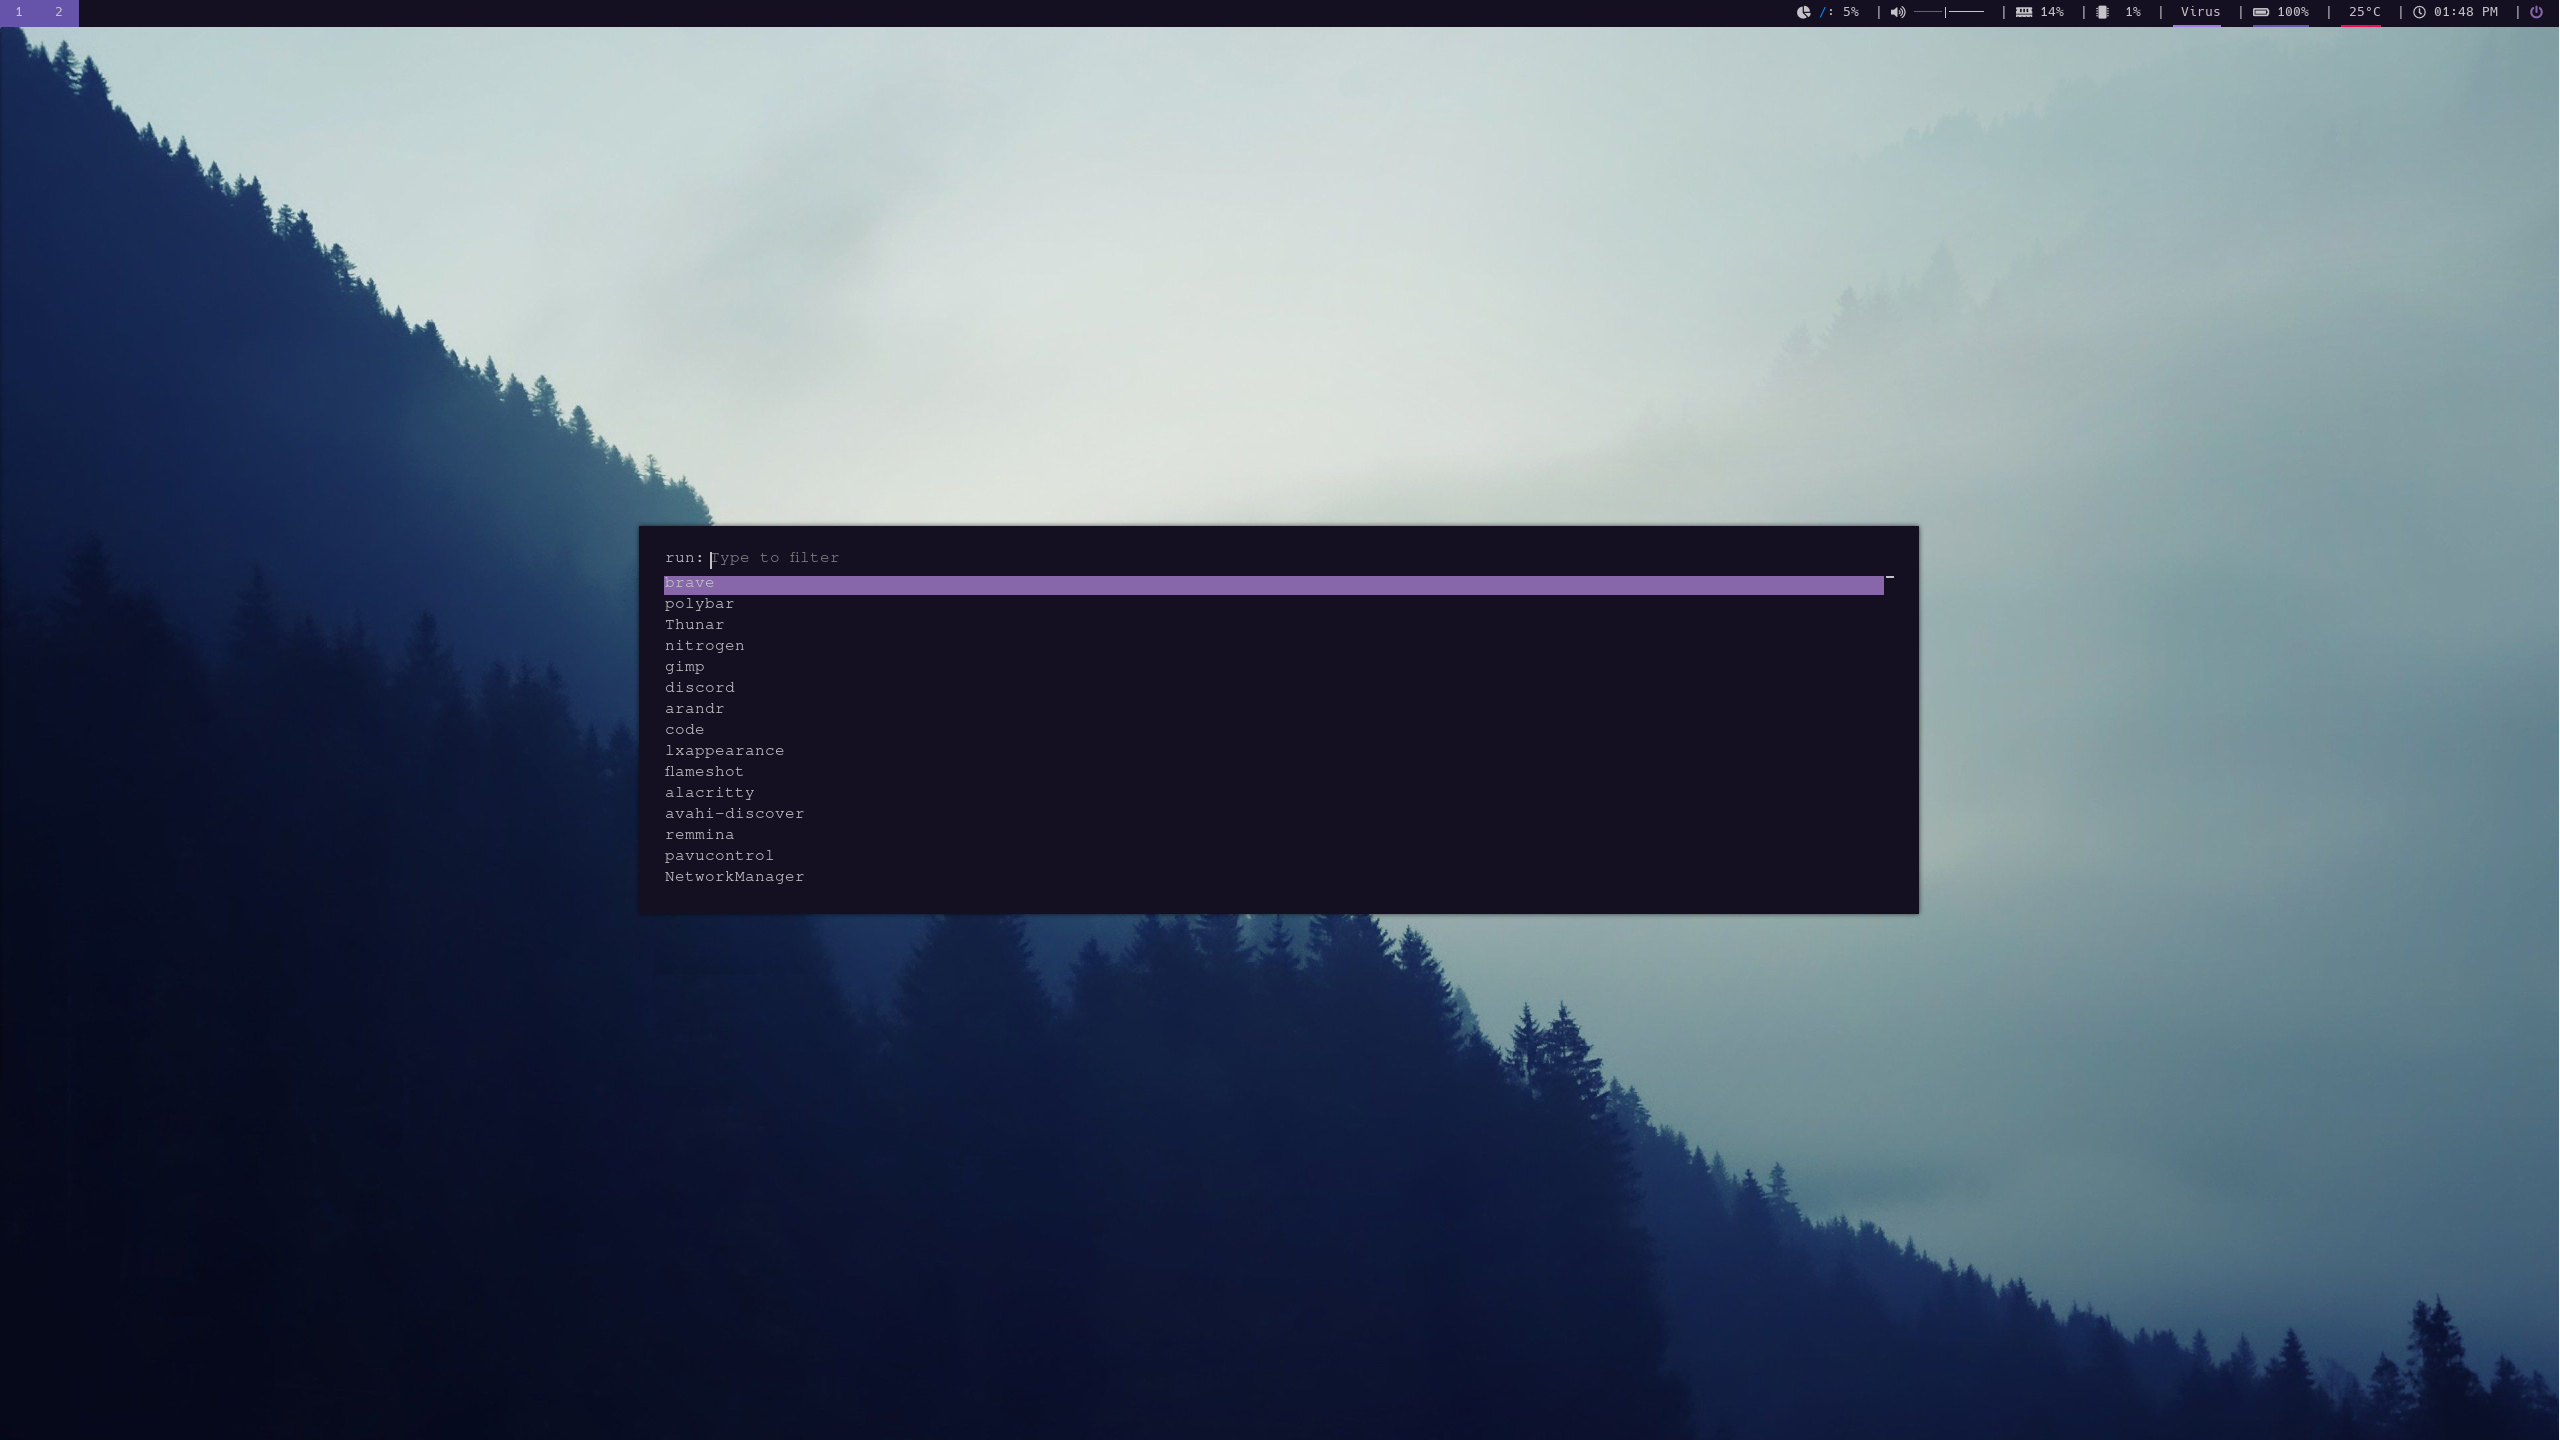 1 2 /: 5% | | 14% | 1% | Virus | 100% | 25°C | 01:48 PM |
run: Type to filter
brave
polybar
Thunar
nitrogen
gimp
discord
arandr
code
lxappearance
flameshot
alacritty
avahi-discover
remmina
pavucontrol
NetworkManager